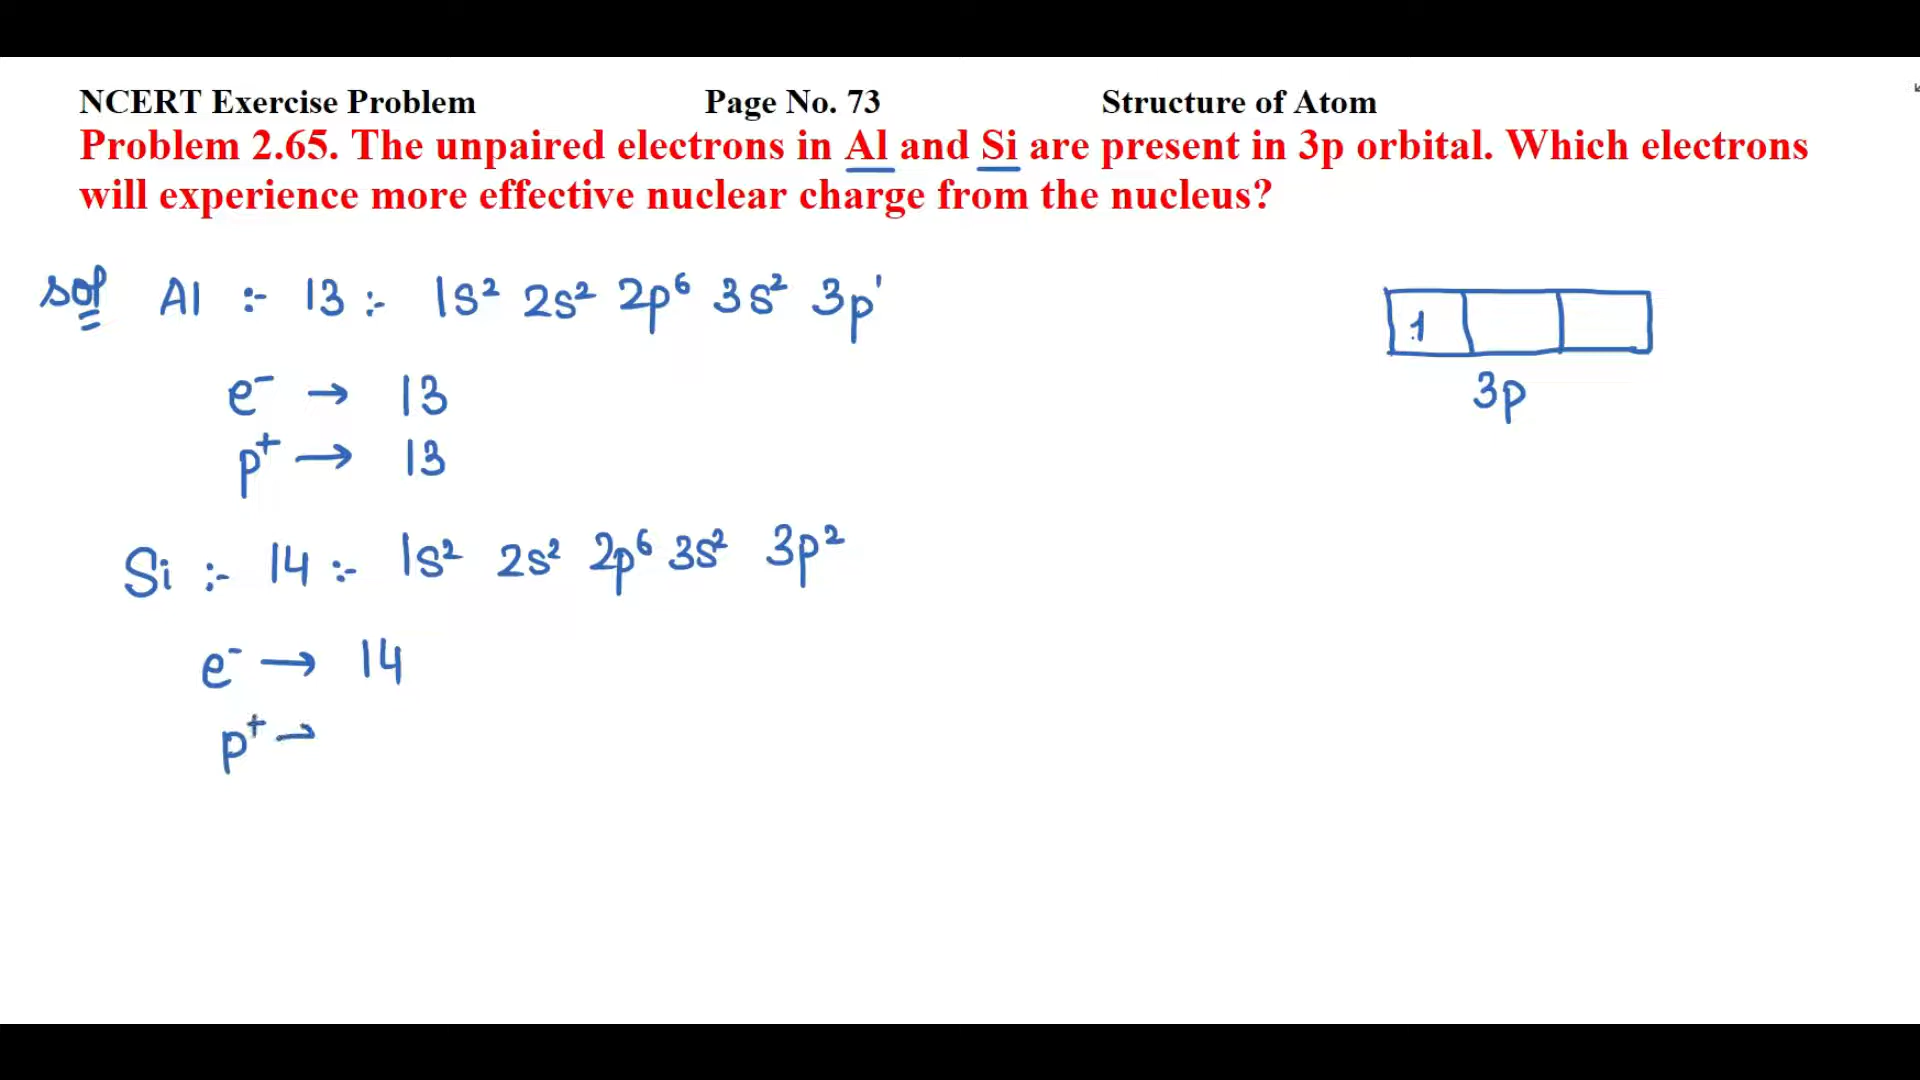 NCERT Exercise Problem Page No. 73 Structure of Atom
Problem 2.65. The unpaired electrons in Al and Si are present in 3p orbital. Which electrons
will experience more effective nuclear charge from the nucleus?
sol Al :- 13 :- 1s² 2s² 2p⁶ 3s² 3p¹
1
3p
e⁻ → 13
p⁺ → 13
Si :- 14 :- 1s² 2s² 2p⁶ 3s² 3p²
e⁻ → 14
p⁺ →